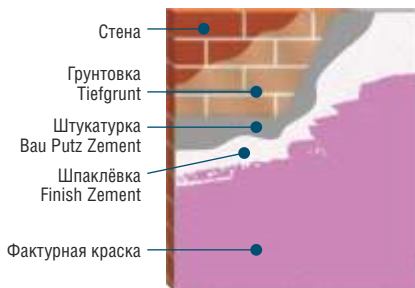 Стена
Грунтовка
Tiefgrunt
Штукатурка
Bau Putz Zement
Шпаклёвка
Finish Zement
Фактурная краска